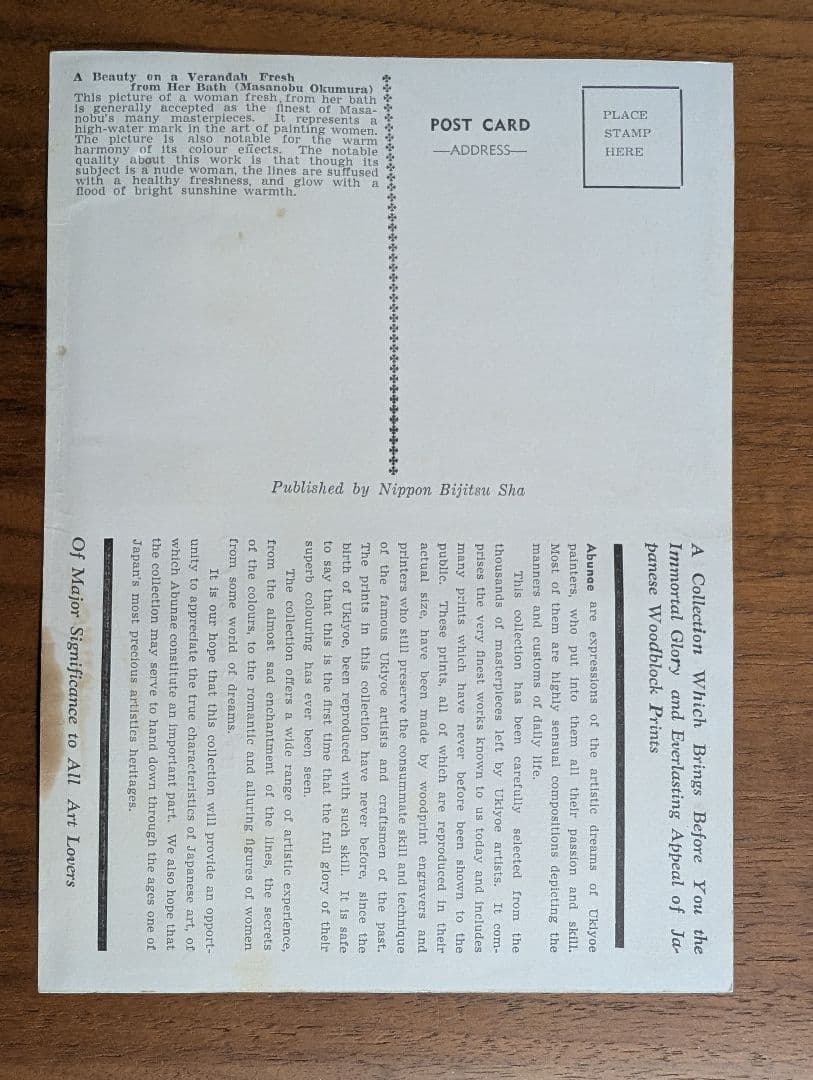 A Beauty on a Verandah Fresh
from Her Bath (Masanobu Okumura)
This picture of a woman fresh from her bath
is generally accepted as the finest of Masa-
nobu's many masterpieces. It represents a
high-water mark in the art of painting women.
The picture is also notable for the warm
harmony of its colour effects. The notable
quality about this work is that though its
subject is a nude woman, the lines are suffused
with a healthy freshness, and glow with a
flood of bright sunshine warmth.
POST CARD
—ADDRESS—
PLACE
STAMP
HERE
Published by Nippon Bijitsu Sha
A Collection Which Brings Before You the
Immortal Glory and Everlasting Appeal of Ja-
panese Woodblock Prints
Abunae are expressions of the artistic dreams of Ukiyoe
painters, who put into them all their passion and skill.
Most of them are highly sensual compositions depicting the
manners and customs of daily life.
This collection has been carefully selected from the
thousands of masterpieces left by Ukiyoe artists. It com-
prises the very finest works known to us today and includes
many prints which have never before been shown to the
public. These prints, all of which are reproduced in their
actual size, have been made by woodprint engravers and
printers who still preserve the consummate skill and technique
of the famous Ukiyoe artists and craftsmen of the past.
The prints in this collection have never before, since the
birth of Ukiyoe, been reproduced with such skill. It is safe
to say that this is the first time that the full glory of their
superb colouring has ever been seen.
The collection offers a wide range of artistic experience,
from the almost sad enchantment of the lines, the secrets
of the colours, to the romantic and alluring figures of women
from some world of dreams.
It is our hope that this collection will provide an opport-
unity to appreciate the true characteristics of Japanese art, of
which Abunae constitute an important part. We also hope that
the collection may serve to hand down through the ages one of
Japan's most precious artistics heritages.
Of Major Significance to All Art Lovers